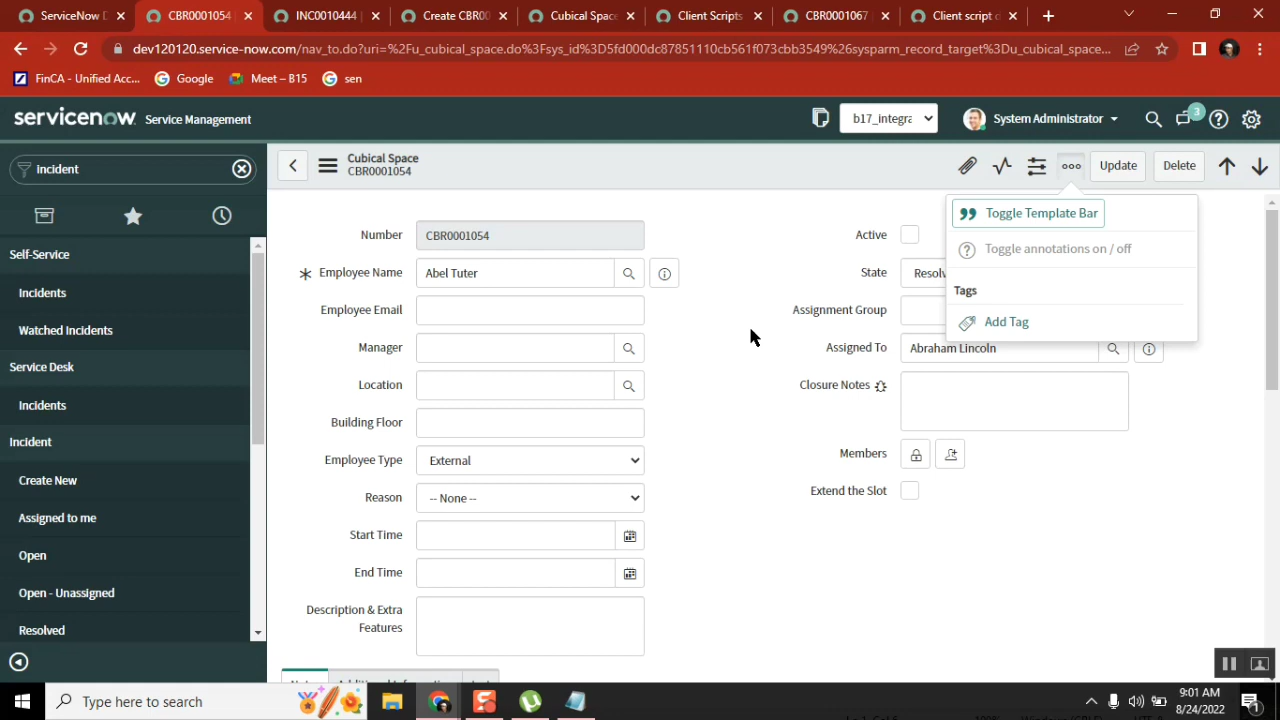 ServiceNow D
CBR0001054
INC0010444
Create CBR00
Cubical Space
Client Scripts
CBR0001067
Client script d
dev120120.service-now.com/nav_to.do?uri=%2Fu_cubical_space.do%3Fsys_id%3D5fd000dc87851110cb561f073cbb3549%26sysparm_record_target%3Du_cubical_space...
FinCA - Unified Acc...
Google
Meet – B15
sen
servicenow Service Management
b17_integra
System Administrator
3
incident
Cubical Space
CBR0001054
Update
Delete
Toggle Template Bar
Toggle annotations on / off
Tags
Add Tag
Self-Service
Incidents
Watched Incidents
Service Desk
Incidents
Incident
Create New
Assigned to me
Open
Open - Unassigned
Resolved
Number CBR0001054
Employee Name Abel Tuter
Employee Email
Manager
Location
Building Floor
Employee Type External
Reason -- None --
Start Time
End Time
Description & Extra
Features
Active
State Resolv
Assignment Group
Assigned To Abraham Lincoln
Closure Notes
Members
Extend the Slot
Type here to search
9:01 AM
8/24/2022
1